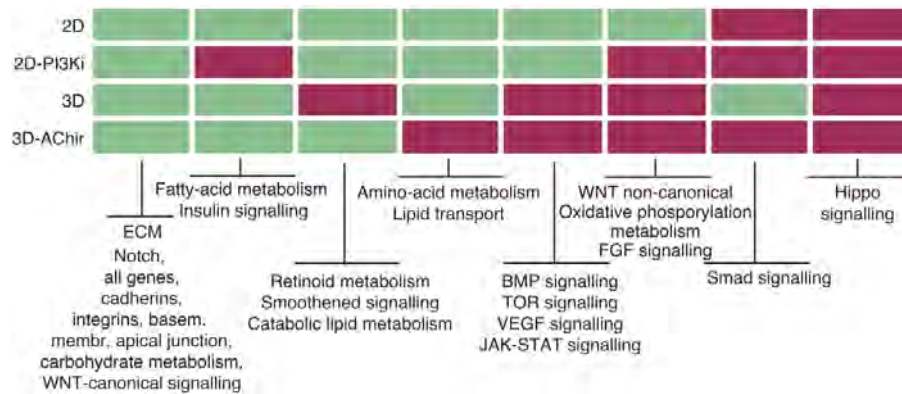 2D
2D-PI3Ki
3D
3D-AChir
Fatty-acid metabolism
Insulin signalling
Amino-acid metabolism
Lipid transport
WNT non-canonical
Oxidative phosporylation
metabolism
FGF signalling
Hippo
signalling
ECM
Notch,
all genes,
cadherins,
integrins, basem.
membr, apical junction,
carbohydrate metabolism,
WNT-canonical signalling
Retinoid metabolism
Smoothened signalling
Catabolic lipid metabolism
BMP signalling
TOR signalling
VEGF signalling
JAK-STAT signalling
Smad signalling